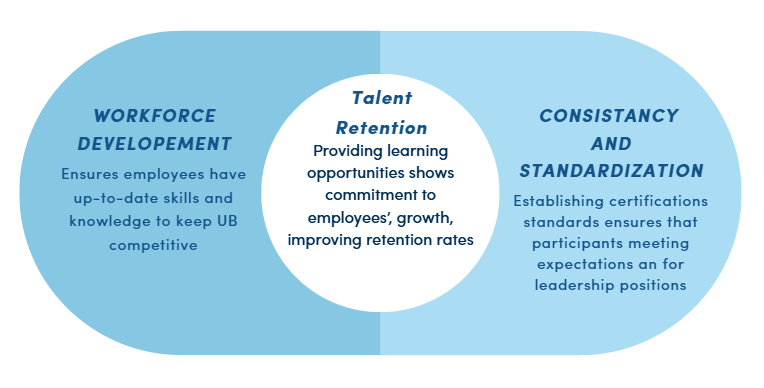 WORKFORCE
DEVELOPEMENT
Ensures employees have
up-to-date skills and
knowledge to keep UB
competitive
Talent
Retention
Providing learning
opportunities shows
commitment to
employees’, growth,
improving retention rates
CONSISTANCY
AND
STANDARDIZATION
Establishing certifications
standards ensures that
participants meeting
expectations an for
leadership positions